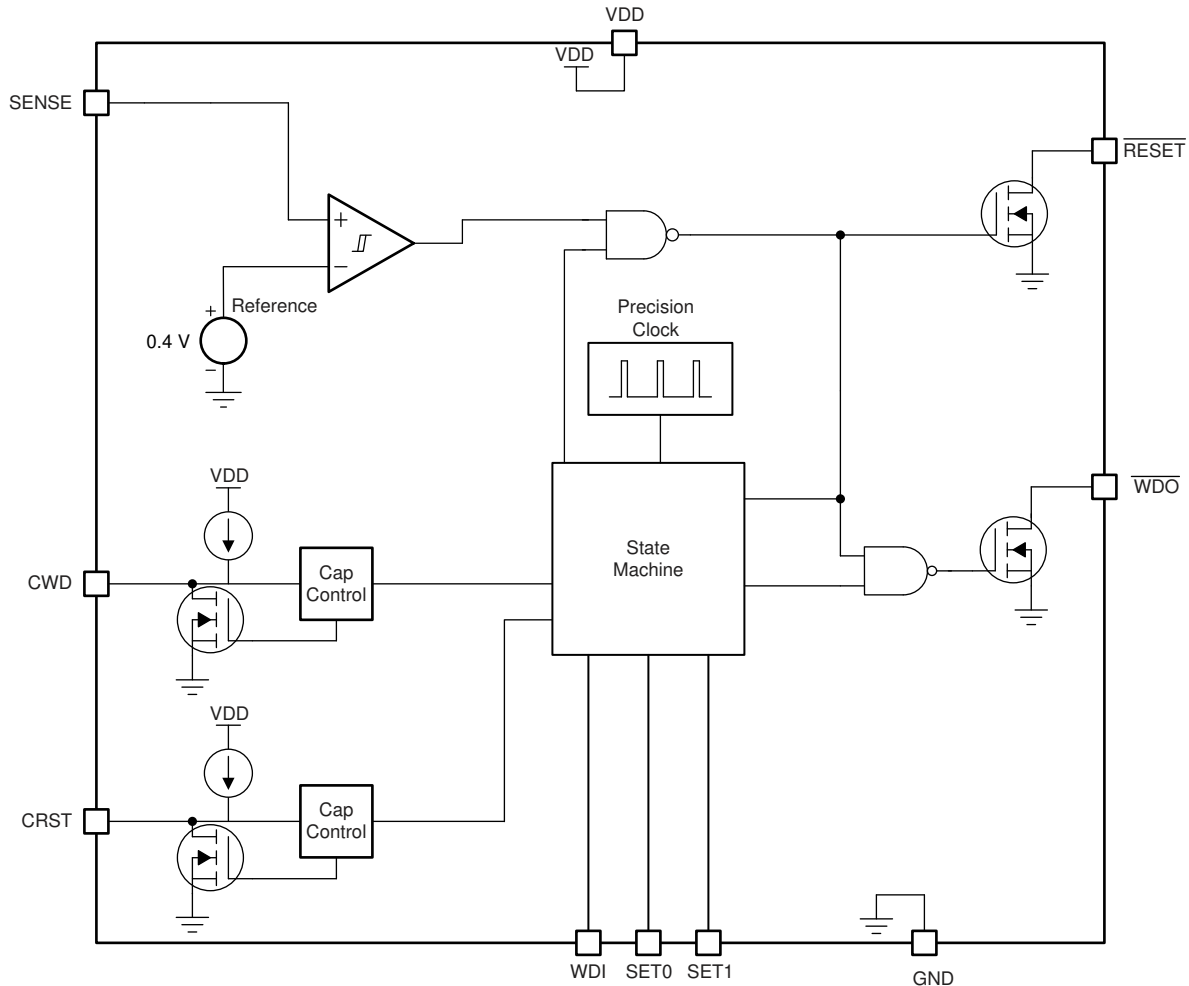 VDD
VDD
SENSE
RESET
+
−
+
Reference
0.4 V
−
Precision
Clock
VDD
WDO
State
Machine
Cap
Control
CWD
VDD
Cap
Control
CRST
WDI
SET0
SET1
GND